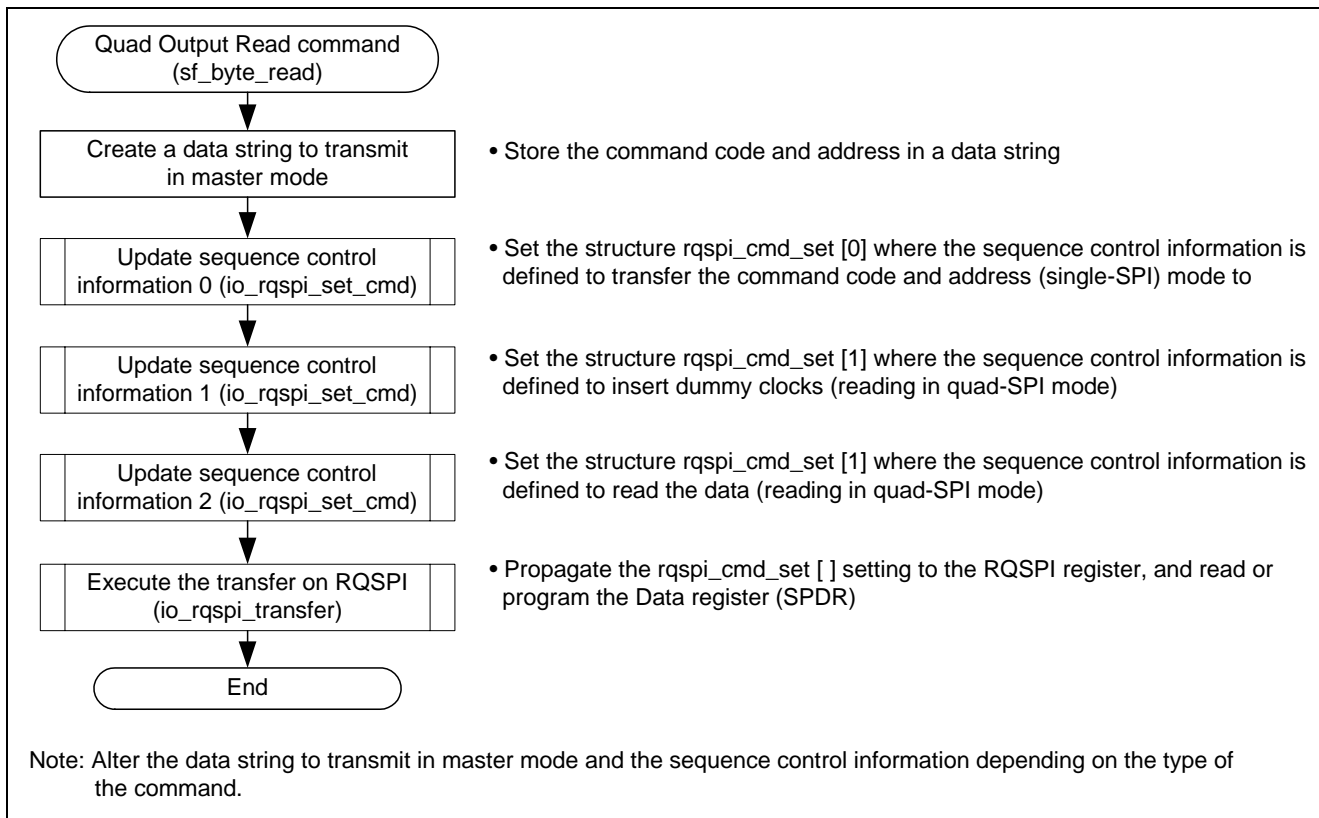 Quad Output Read command
(sf_byte_read)
Create a data string to transmit
in master mode
• Store the command code and address in a data string
Update sequence control
information 0 (io_rqspi_set_cmd)
• Set the structure rqspi_cmd_set [0] where the sequence control information is
defined to transfer the command code and address (single-SPI) mode to
Update sequence control
information 1 (io_rqspi_set_cmd)
• Set the structure rqspi_cmd_set [1] where the sequence control information is
defined to insert dummy clocks (reading in quad-SPI mode)
Update sequence control
information 2 (io_rqspi_set_cmd)
• Set the structure rqspi_cmd_set [1] where the sequence control information is
defined to read the data (reading in quad-SPI mode)
Execute the transfer on RQSPI
(io_rqspi_transfer)
• Propagate the rqspi_cmd_set [ ] setting to the RQSPI register, and read or
program the Data register (SPDR)
End
Note: Alter the data string to transmit in master mode and the sequence control information depending on the type of
the command.